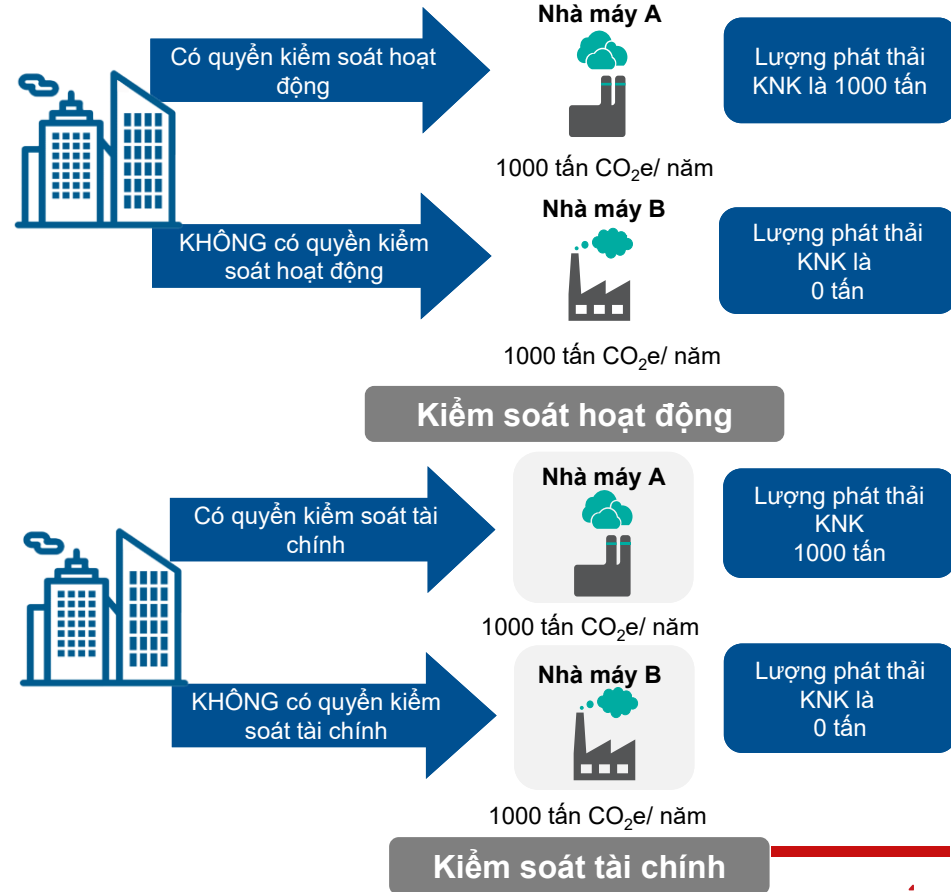 Nhà máy A
Có quyển kiểm soát hoạt
động
Lượng phát thải
KNK là 1000 tấn
1000 tấn CO₂e/ năm
Nhà máy B
KHÔNG có quyền kiểm
soát hoạt động
Lượng phát thải
KNK là
0 tấn
1000 tấn CO₂e/ năm
Kiểm soát hoạt động
Nhà máy A
Có quyển kiểm soát tài
chính
Lượng phát thải
KNK
1000 tấn
1000 tấn CO₂e/ năm
Nhà máy B
KHÔNG có quyển kiểm
soát tài chính
Lượng phát thải
KNK là
0 tấn
1000 tấn CO₂e/ năm
Kiểm soát tài chính